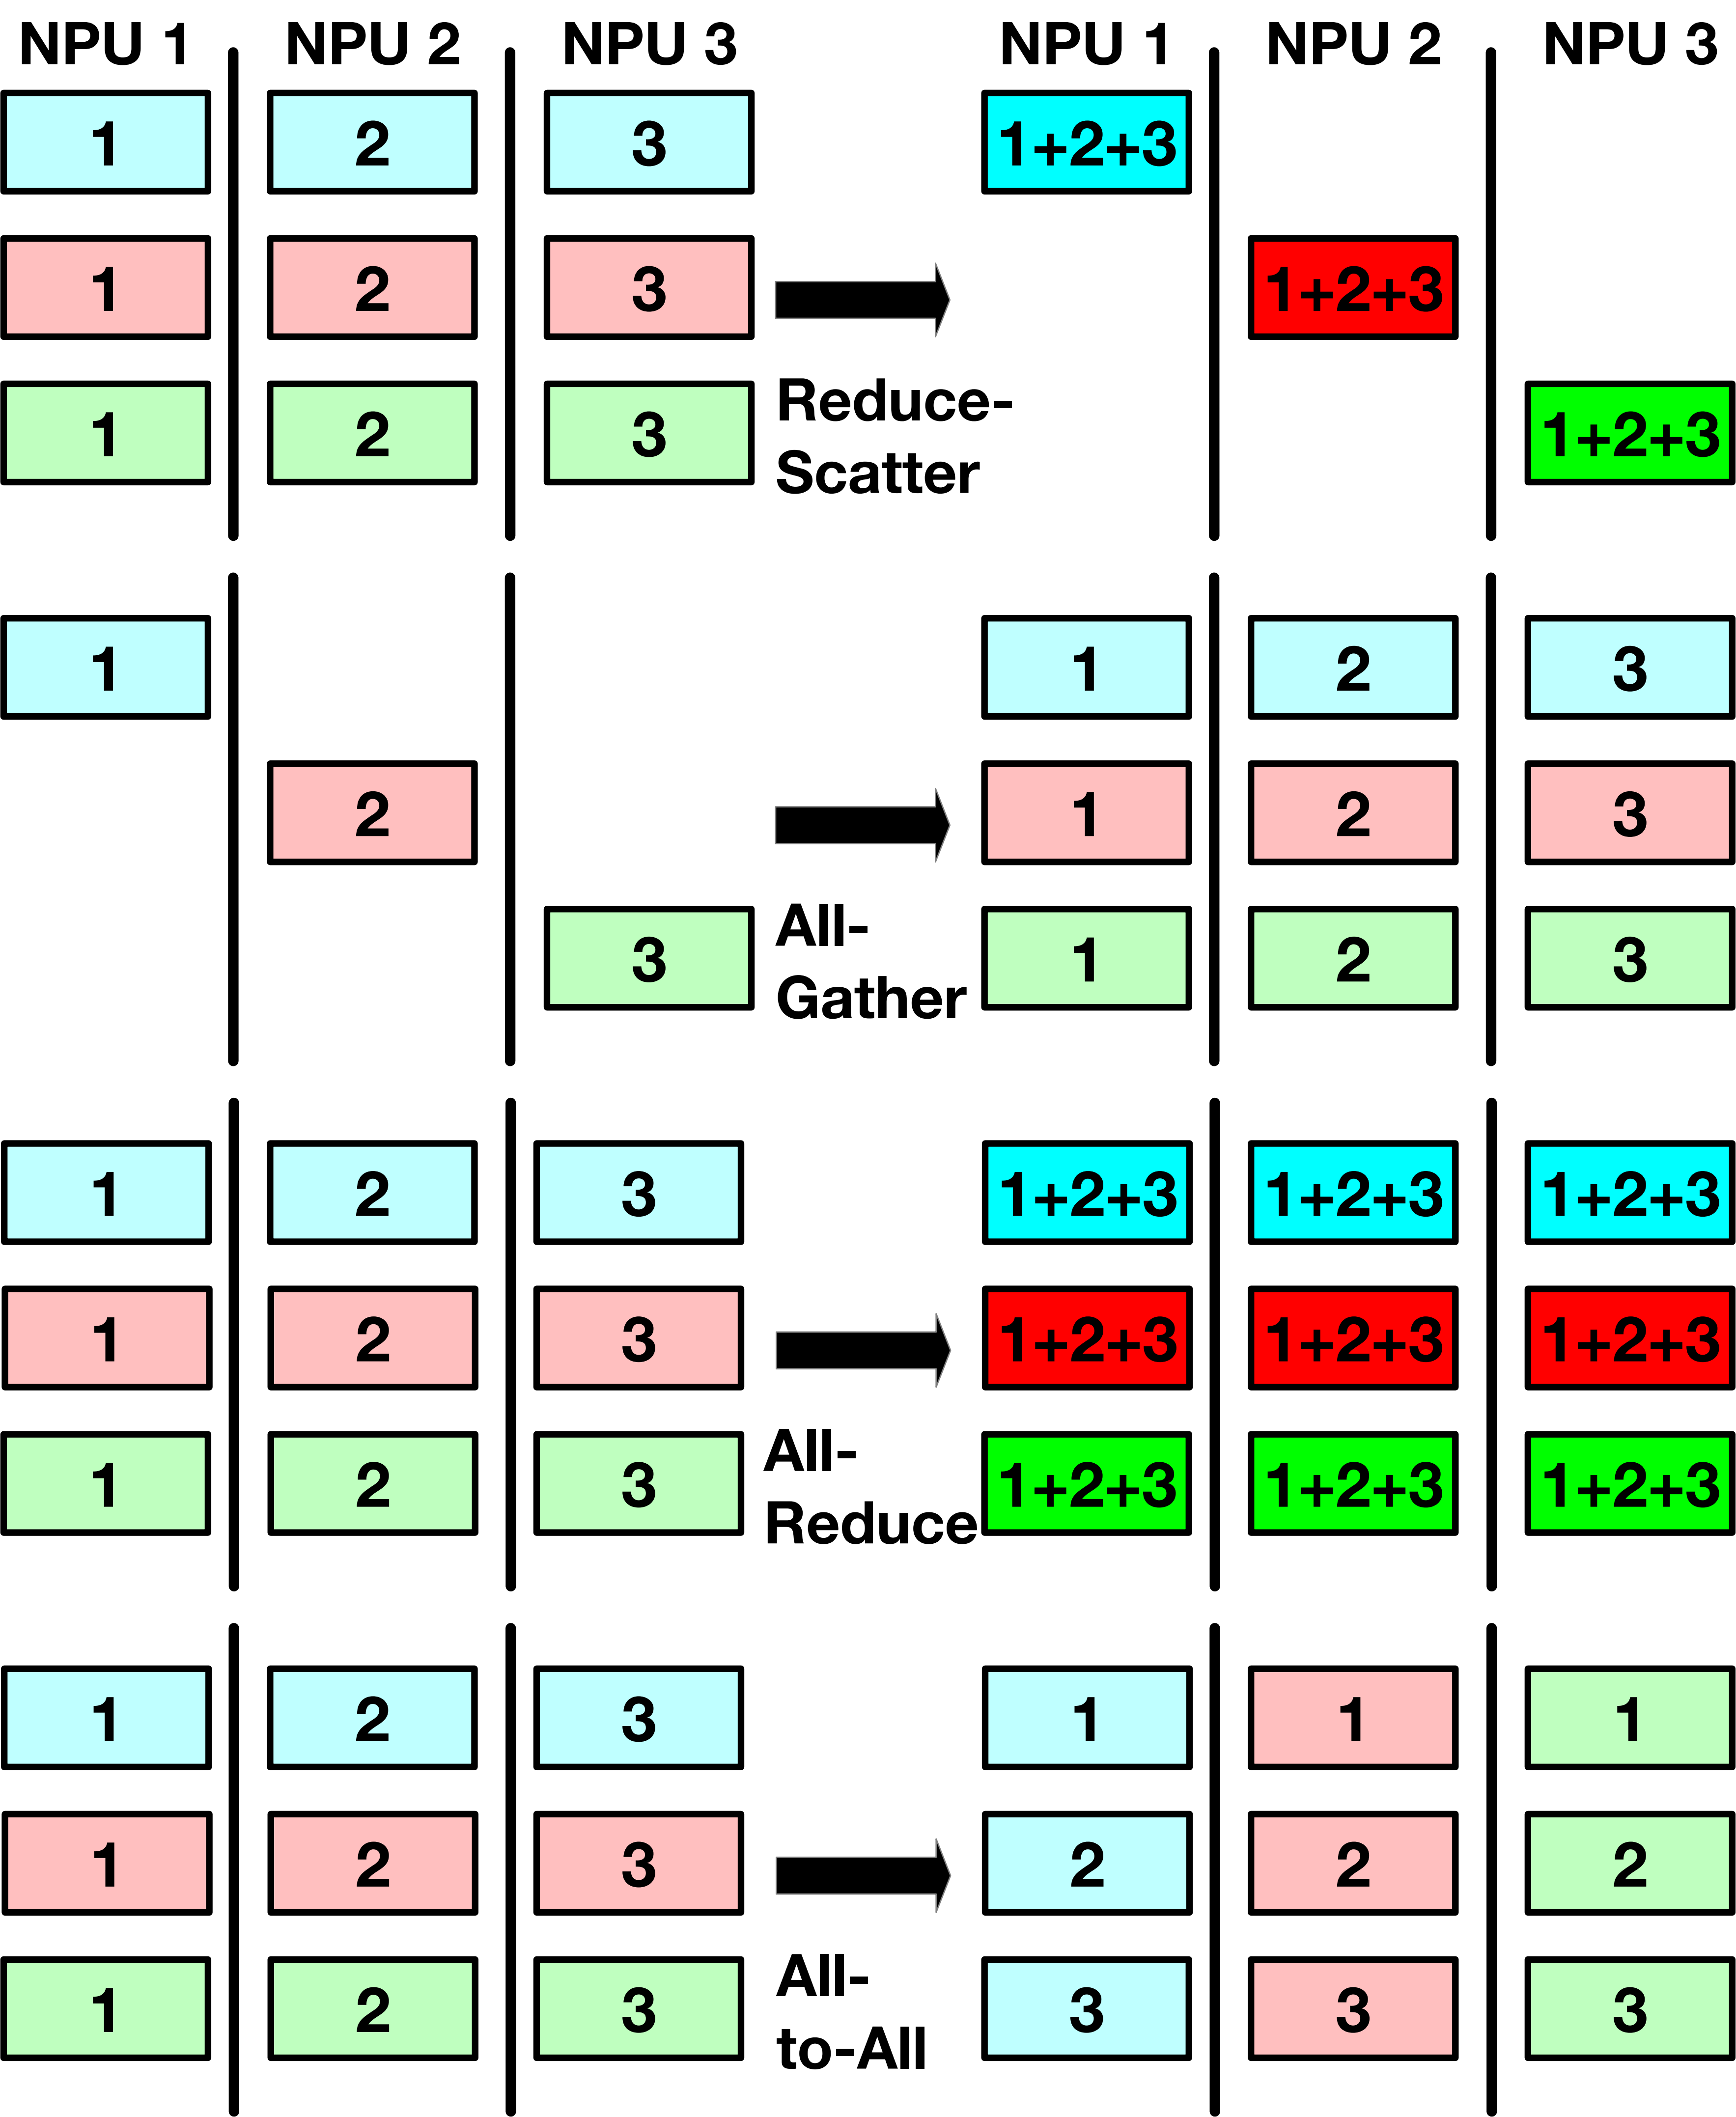 NPU 1 NPU 2 NPU 3 NPU 1 NPU 2 NPU 3
1 2 3 1+2+3
1 2 3 1+2+3
1 2 3 Reduce-Scatter 1+2+3
1 1 2 3
2 1 2 3
3 All-Gather 1 2 3
1 2 3 1+2+3 1+2+3 1+2+3
1 2 3 1+2+3 1+2+3 1+2+3
1 2 3 All-Reduce 1+2+3 1+2+3 1+2+3
1 2 3 1 1 1
1 2 3 2 2 2
1 2 3 All-to-All 3 3 3